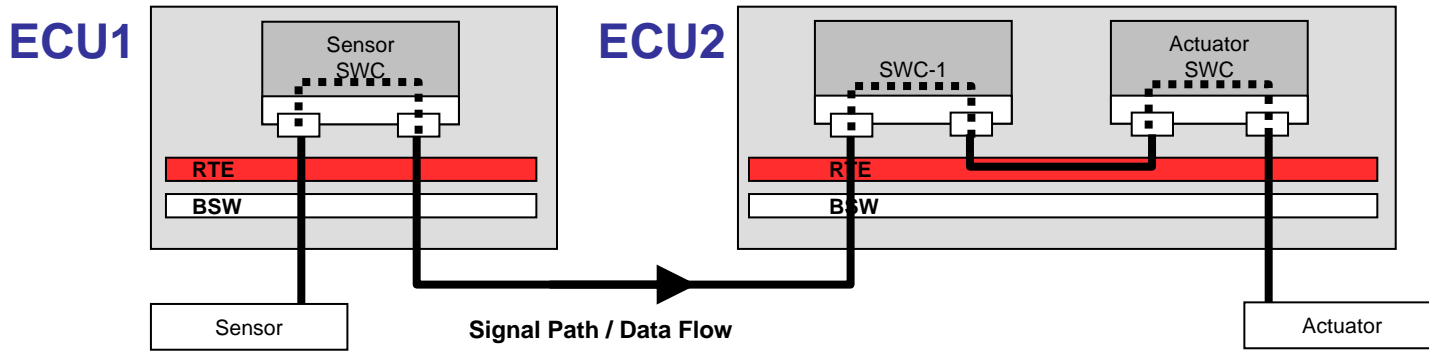 ECU1
Sensor
SWC
RTE
BSW
Sensor
ECU2
SWC-1
Actuator
SWC
RTE
BSW
Signal Path / Data Flow
Actuator